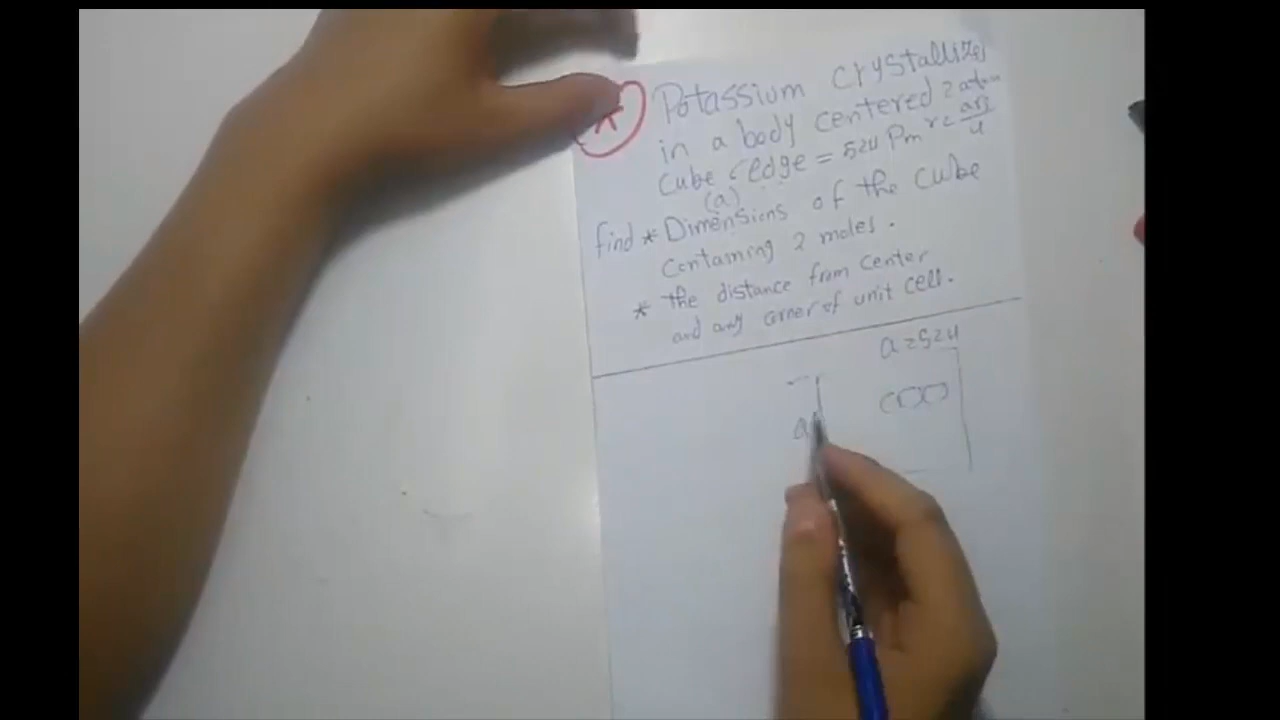 Potassium crystallizes
in a body centered 2 atom
cube edge = 524 Pm r = a√3
4
(a)
find * Dimensions of the cube
Containing 2 moles.
* the distance from center
and any corner of unit cell.
a = 524
a